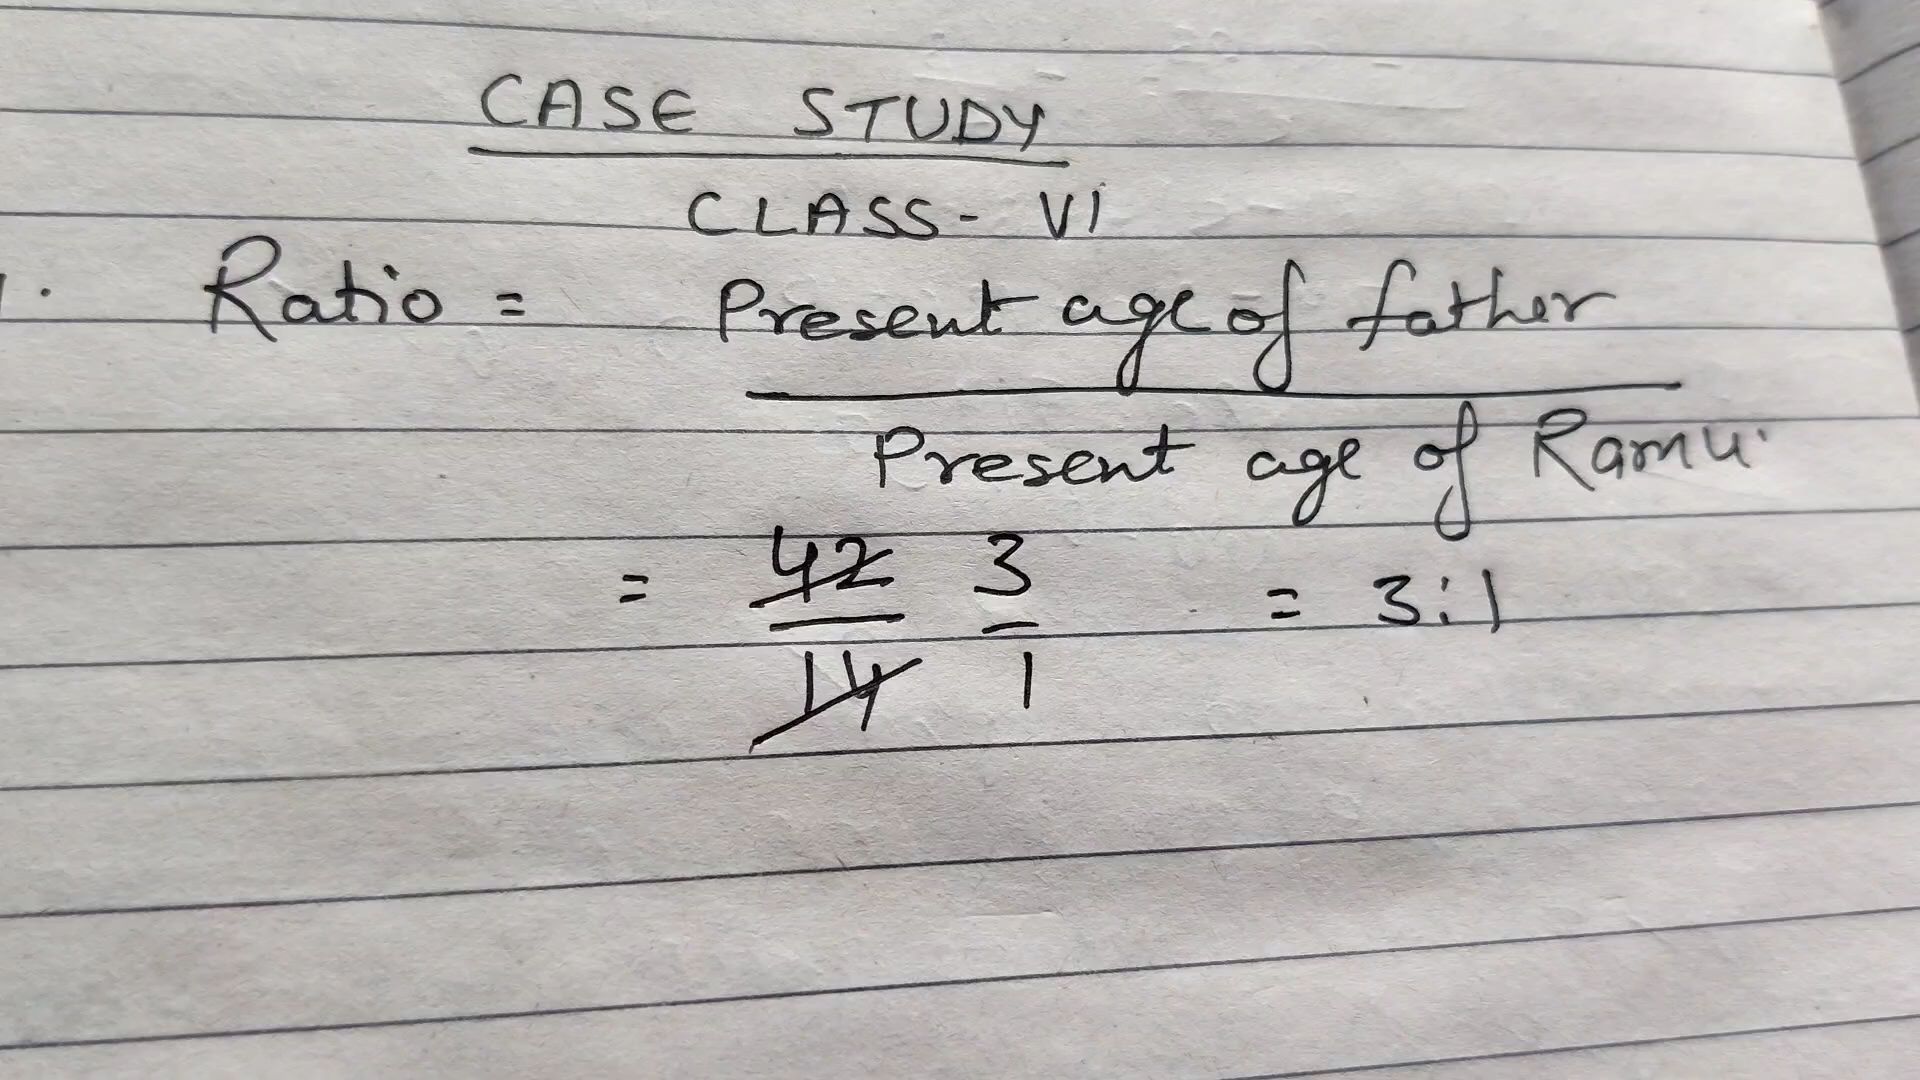 CASE STUDY
CLASS - VI
1. Ratio = Present age of father
Present age of Ramu.
= 42 3 = 3:1
14 1